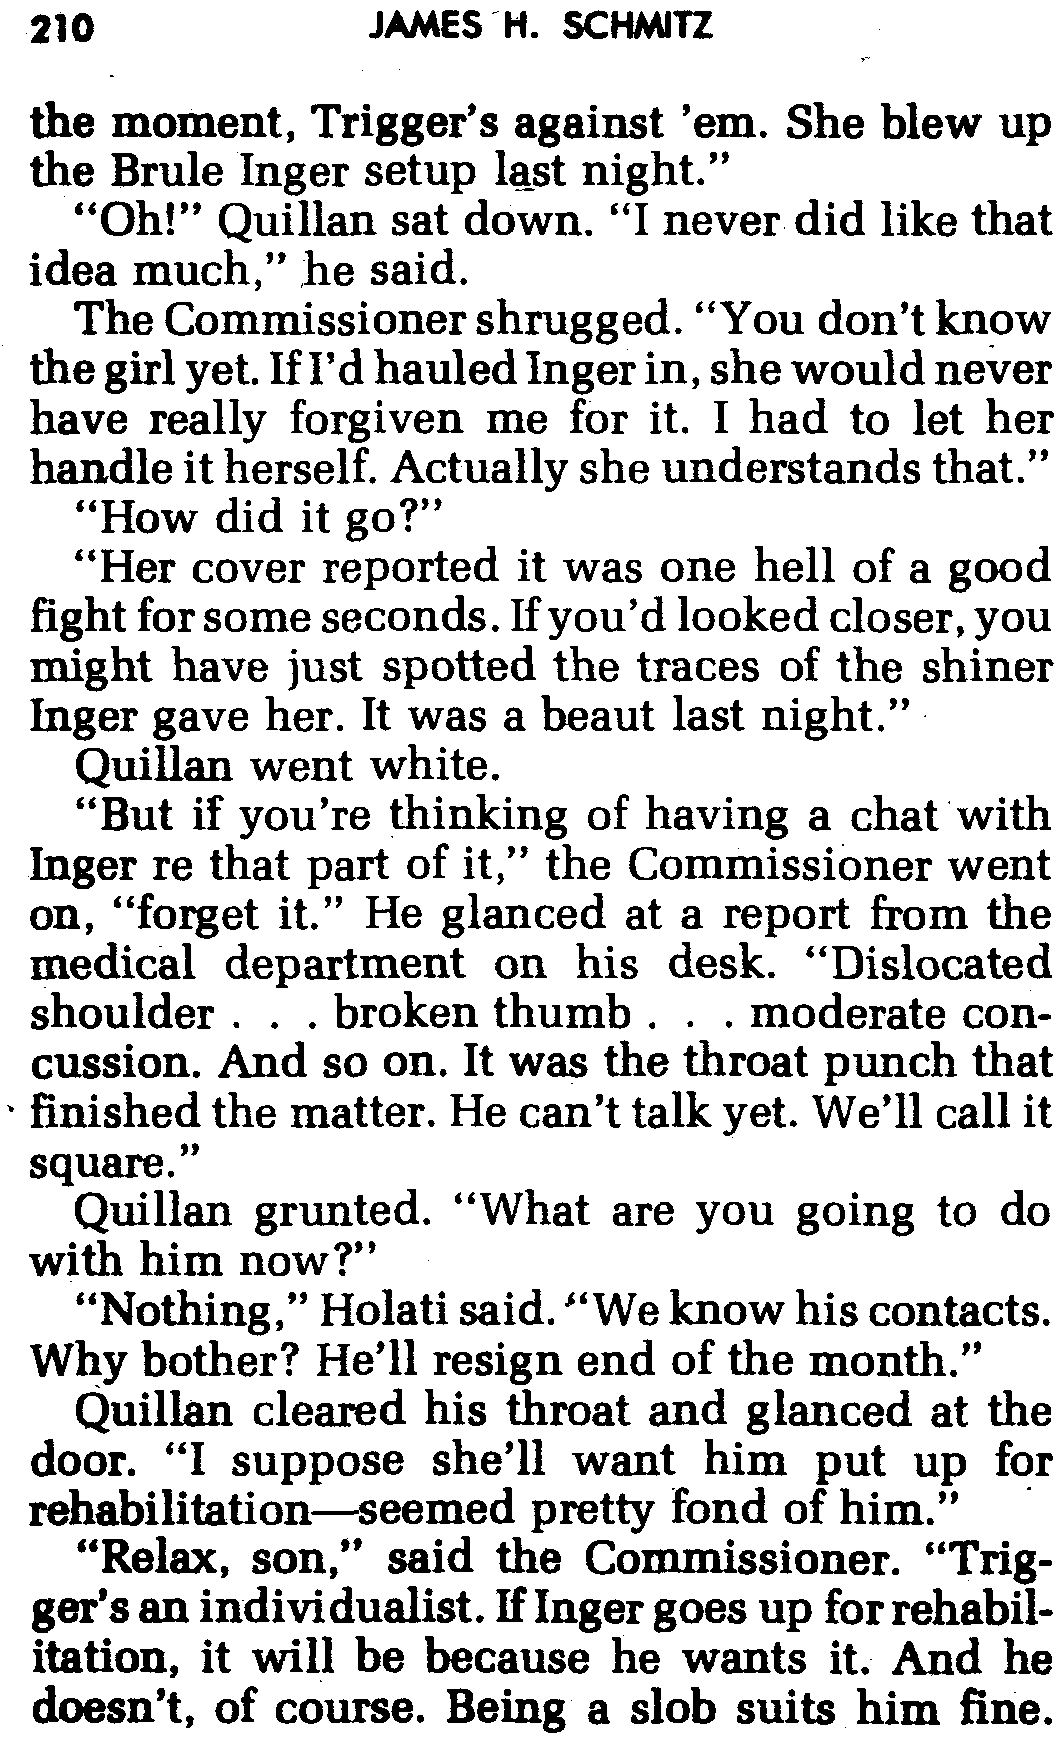 210 JAMES H. SCHMITZ
the moment, Trigger's against 'em. She blew up
the Brule Inger setup last night."
"Oh!" Quillan sat down. "I never did like that
idea much," he said.
The Commissioner shrugged. "You don't know
the girl yet. If I'd hauled Inger in, she would never
have really forgiven me for it. I had to let her
handle it herself. Actually she understands that."
"How did it go?"
"Her cover reported it was one hell of a good
fight for some seconds. If you'd looked closer, you
might have just spotted the traces of the shiner
Inger gave her. It was a beaut last night."
Quillan went white.
"But if you're thinking of having a chat with
Inger re that part of it," the Commissioner went
on, "forget it." He glanced at a report from the
medical department on his desk. "Dislocated
shoulder . . . broken thumb . . . moderate con-
cussion. And so on. It was the throat punch that
finished the matter. He can't talk yet. We'll call it
square."
Quillan grunted. "What are you going to do
with him now?"
"Nothing," Holati said. "We know his contacts.
Why bother? He'll resign end of the month."
Quillan cleared his throat and glanced at the
door. "I suppose she'll want him put up for
rehabilitation—seemed pretty fond of him."
"Relax, son," said the Commissioner. "Trig-
ger's an individualist. If Inger goes up for rehabil-
itation, it will be because he wants it. And he
doesn't, of course. Being a slob suits him fine.